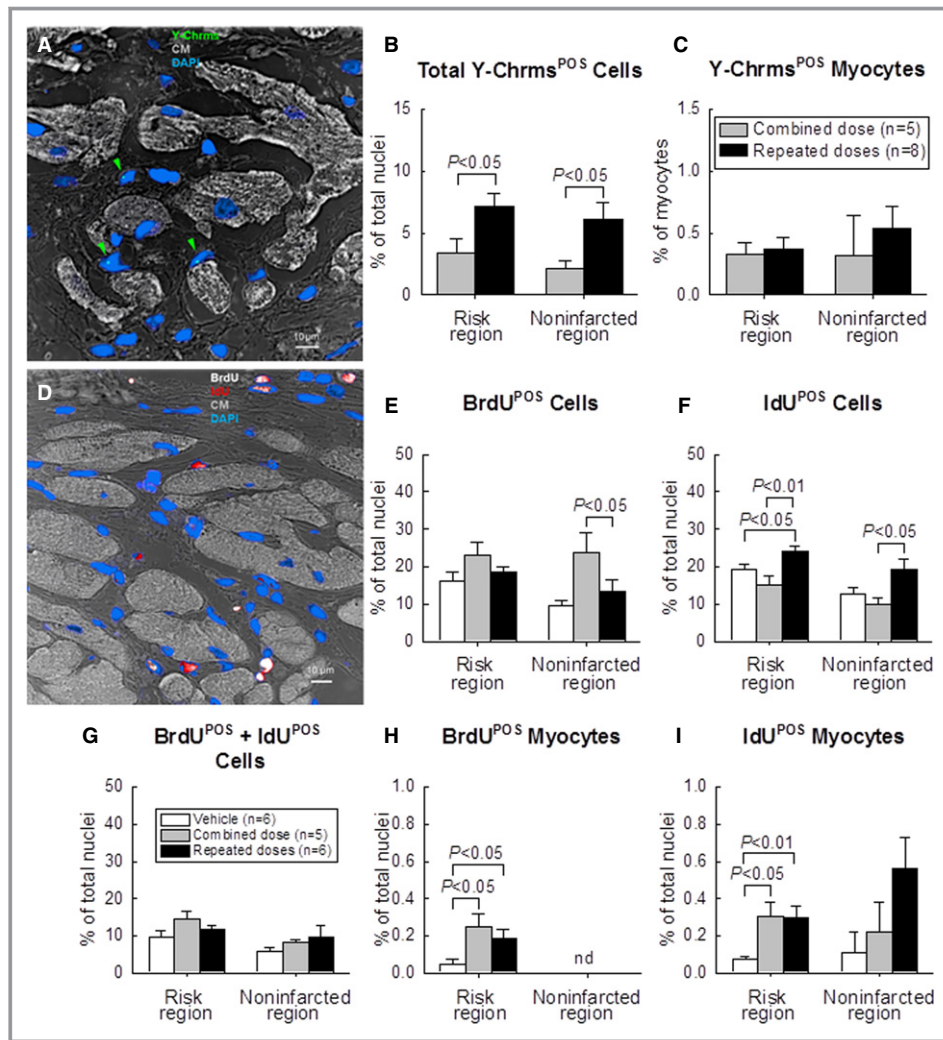 A
Y-Chrms
CM
DAPI
10 µm
B
Total Y-Chrms^POS Cells
% of total nuclei
15
10
5
0
P<0.05
P<0.05
Risk region
Noninfarcted region
C
Y-Chrms^POS Myocytes
% of myocytes
1.5
1.0
0.5
0.0
Combined dose (n=5)
Repeated doses (n=8)
Risk region
Noninfarcted region
D
BrdU
IdU
CM
DAPI
10 µm
E
BrdU^POS Cells
% of total nuclei
50
40
30
20
10
0
P<0.05
Risk region
Noninfarcted region
F
IdU^POS Cells
% of total nuclei
50
40
30
20
10
0
P<0.01
P<0.05
P<0.05
Risk region
Noninfarcted region
G
BrdU^POS + IdU^POS
Cells
% of total nuclei
50
40
30
20
10
0
Vehicle (n=6)
Combined dose (n=5)
Repeated doses (n=6)
Risk region
Noninfarcted region
H
BrdU^POS Myocytes
% of total nuclei
1.0
0.8
0.6
0.4
0.2
0.0
P<0.05
P<0.05
nd
Risk region
Noninfarcted region
I
IdU^POS Myocytes
% of total nuclei
1.0
0.8
0.6
0.4
0.2
0.0
P<0.01
P<0.05
Risk region
Noninfarcted region